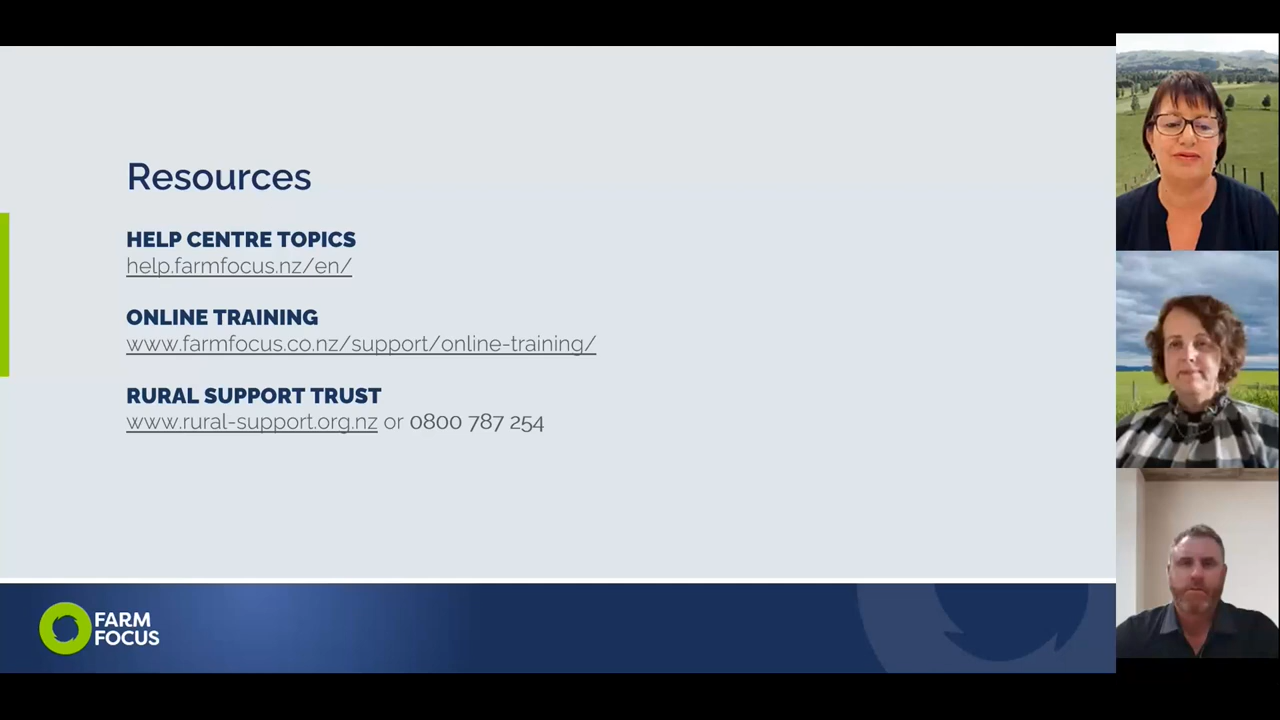 Resources
HELP CENTRE TOPICS
help.farmfocus.nz/en/
ONLINE TRAINING
www.farmfocus.co.nz/support/online-training/
RURAL SUPPORT TRUST
www.rural-support.org.nz or 0800 787 254
FARM
FOCUS